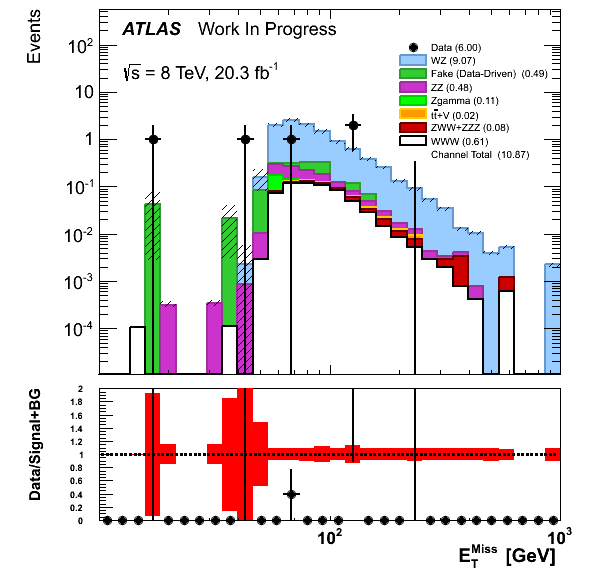 Events
ATLAS Work In Progress
√s = 8 TeV, 20.3 fb⁻¹
Data (6.00)
WZ (9.07)
Fake (Data-Driven) (0.49)
ZZ (0.48)
Zgamma (0.11)
tt̄+V (0.02)
ZWW+ZZZ (0.08)
WWW (0.61)
Channel Total (10.87)
10²
10
1
10⁻¹
10⁻²
10⁻³
10⁻⁴
Data/Signal+BG
2
1.8
1.6
1.4
1.2
1
0.8
0.6
0.4
0.2
0
10²
10³
E_T^Miss [GeV]